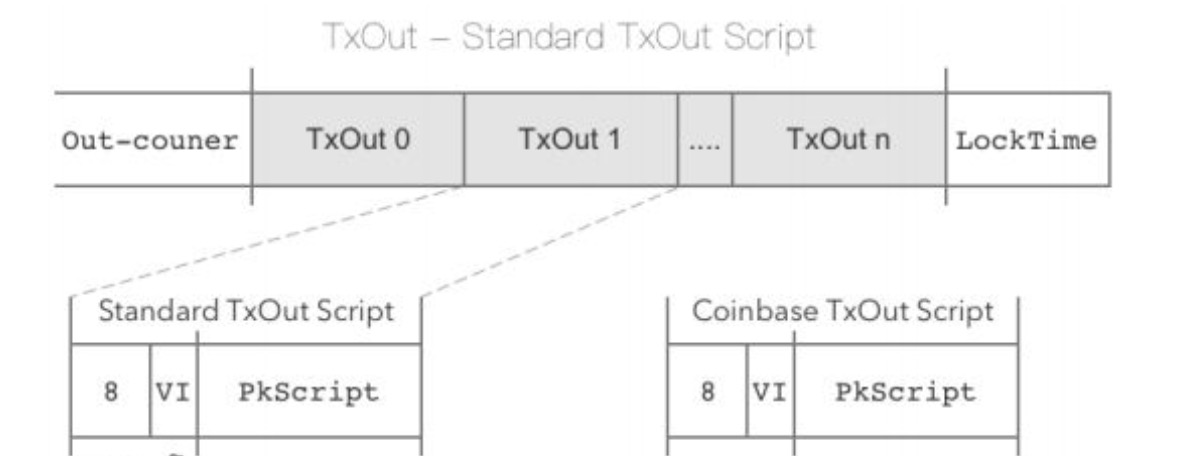 TxOut – Standard TxOut Script
Out-couner TxOut 0 TxOut 1 .... TxOut n LockTime
Standard TxOut Script Coinbase TxOut Script
8 VI PkScript 8 VI PkScript